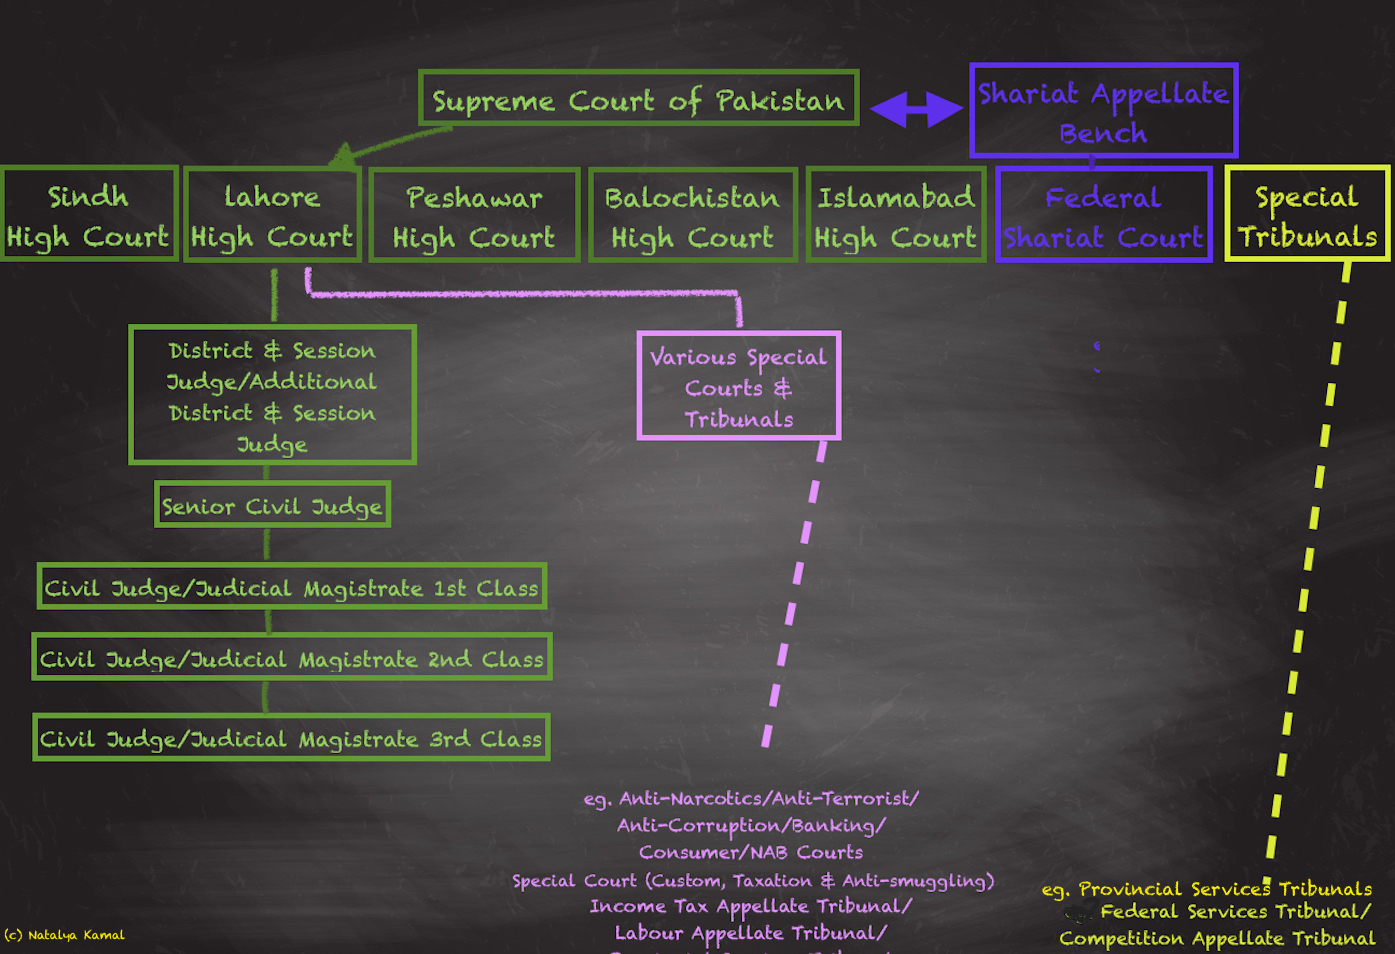 Supreme Court of Pakistan
Shariat Appellate
Bench
Sindh
High Court
Lahore
High Court
Peshawar
High Court
Balochistan
High Court
Islamabad
High Court
Federal
Shariat Court
Special
Tribunals
District & Session
Judge/Additional
District & Session
Judge
Various Special
Courts &
Tribunals
Senior Civil Judge
Civil Judge/Judicial Magistrate 1st Class
Civil Judge/Judicial Magistrate 2nd Class
Civil Judge/Judicial Magistrate 3rd Class
eg. Anti-Narcotics/Anti-Terrorist/
Anti-Corruption/Banking/
Consumer/NAB Courts
Special Court (Custom, Taxation & Anti-smuggling)
Income Tax Appellate Tribunal/
Labour Appellate Tribunal/
eg. Provincial Services Tribunals
Federal Services Tribunal/
Competition Appellate Tribunal
(c) Natalya Kamal